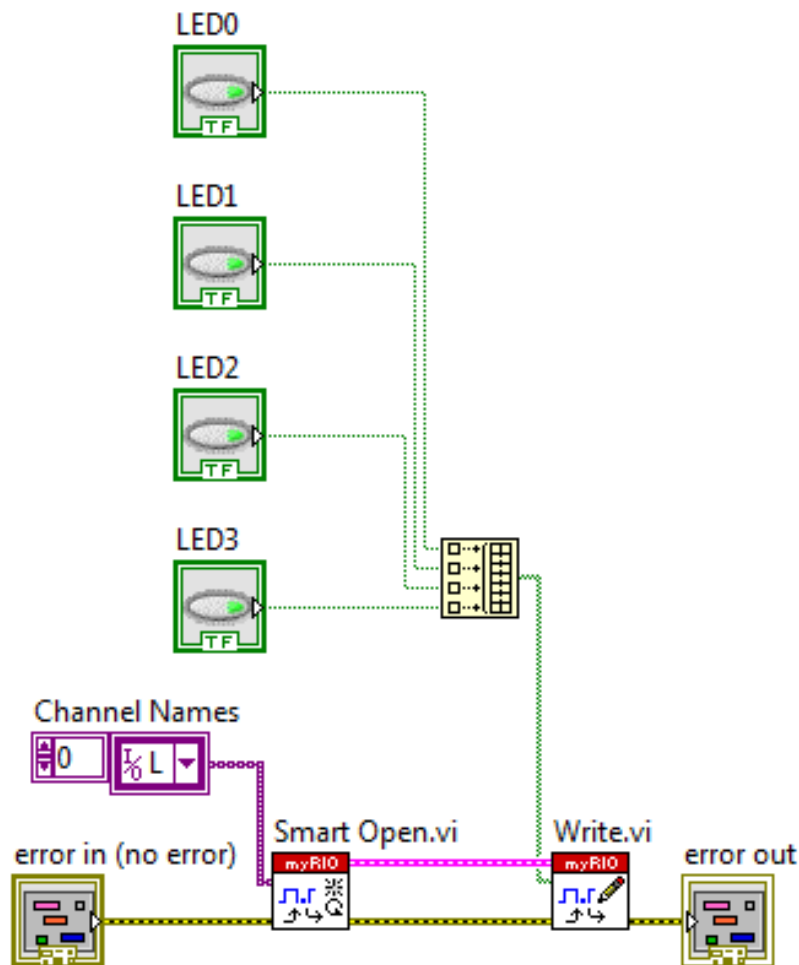 LED0
TF
LED1
TF
LED2
TF
LED3
TF
Channel Names
0
I/O L
Smart Open.vi
Write.vi
error in (no error)
myRIO
myRIO
error out